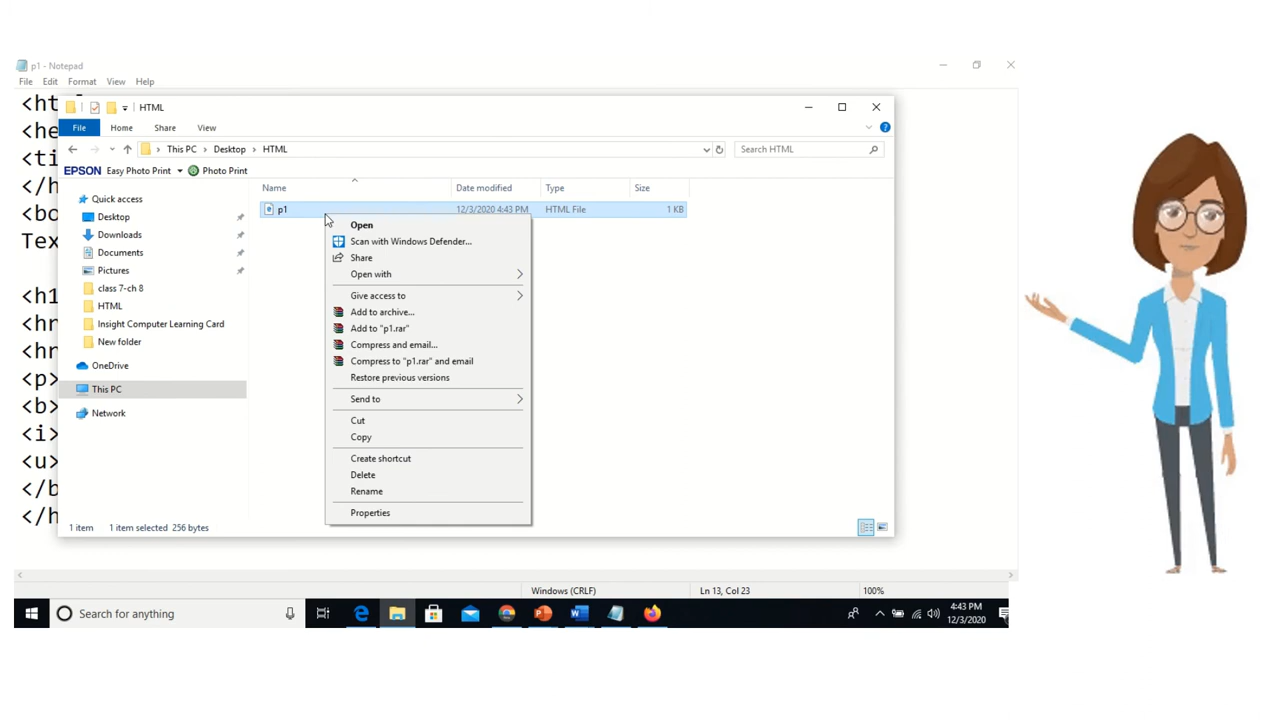 p1 - Notepad
File Edit Format View Help
<ht
<he
<ti
</h
<bo
Tex
<h1
<hr
<hr
<p>
<b>
<i>
<u>
</b
</h
HTML
File Home Share View
This PC > Desktop > HTML
Search HTML
EPSON Easy Photo Print Photo Print
Name Date modified Type Size
p1 12/3/2020 4:43 PM HTML File 1 KB
Quick access
Desktop
Downloads
Documents
Pictures
class 7-ch 8
HTML
Insight Computer Learning Card
New folder
OneDrive
This PC
Network
Open
Scan with Windows Defender...
Share
Open with
Give access to
Add to archive...
Add to "p1.rar"
Compress and email...
Compress to "p1.rar" and email
Restore previous versions
Send to
Cut
Copy
Create shortcut
Delete
Rename
Properties
1 item 1 item selected 256 bytes
Windows (CRLF) Ln 13, Col 23 100%
Search for anything
4:43 PM
12/3/2020